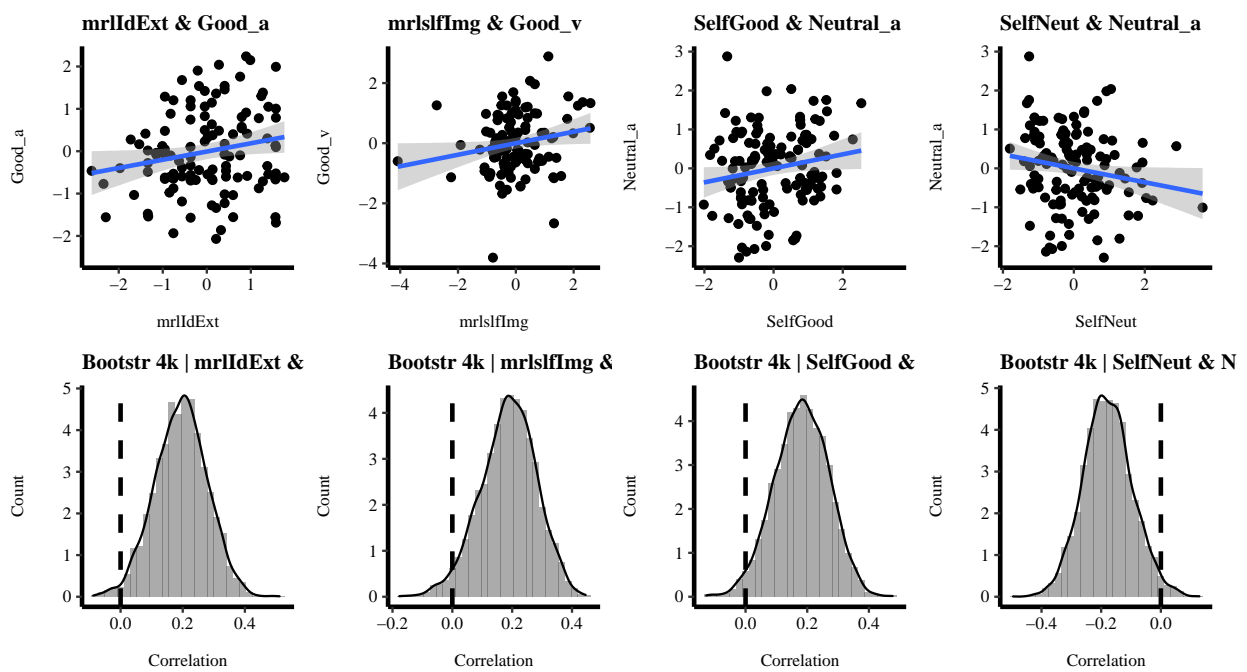 mrlIdExt & Good_a
Good_a
2
1
0
−1
−2
−2
−1
0
1
mrlIdExt
mrlslfImg & Good_v
Good_v
2
0
−2
−4
−4
−2
0
2
mrlslfImg
SelfGood & Neutral_a
Neutral_a
3
2
1
0
−1
−2
−2
0
2
SelfGood
SelfNeut & Neutral_a
Neutral_a
3
2
1
0
−1
−2
0
2
SelfNeut
Bootstr 4k | mrlIdExt &
Count
5
4
3
2
1
0
0.0
0.2
0.4
Correlation
Bootstr 4k | mrlslfImg &
Count
4
3
2
1
0
−0.2
0.0
0.2
0.4
Correlation
Bootstr 4k | SelfGood &
Count
4
3
2
1
0
0.0
0.2
0.4
Correlation
Bootstr 4k | SelfNeut & N
Count
5
4
3
2
1
0
−0.4
−0.2
0.0
Correlation